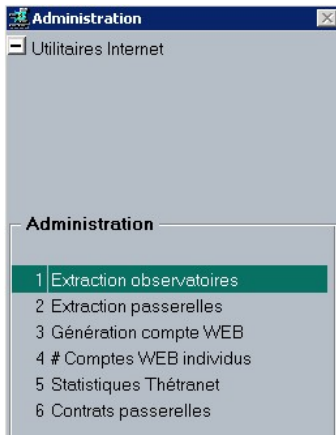 Administration
Utilitaires Internet
Administration
1 Extraction observatoires
2 Extraction passerelles
3 Génération compte WEB
4 # Comptes WEB individus
5 Statistiques Thétranet
6 Contrats passerelles